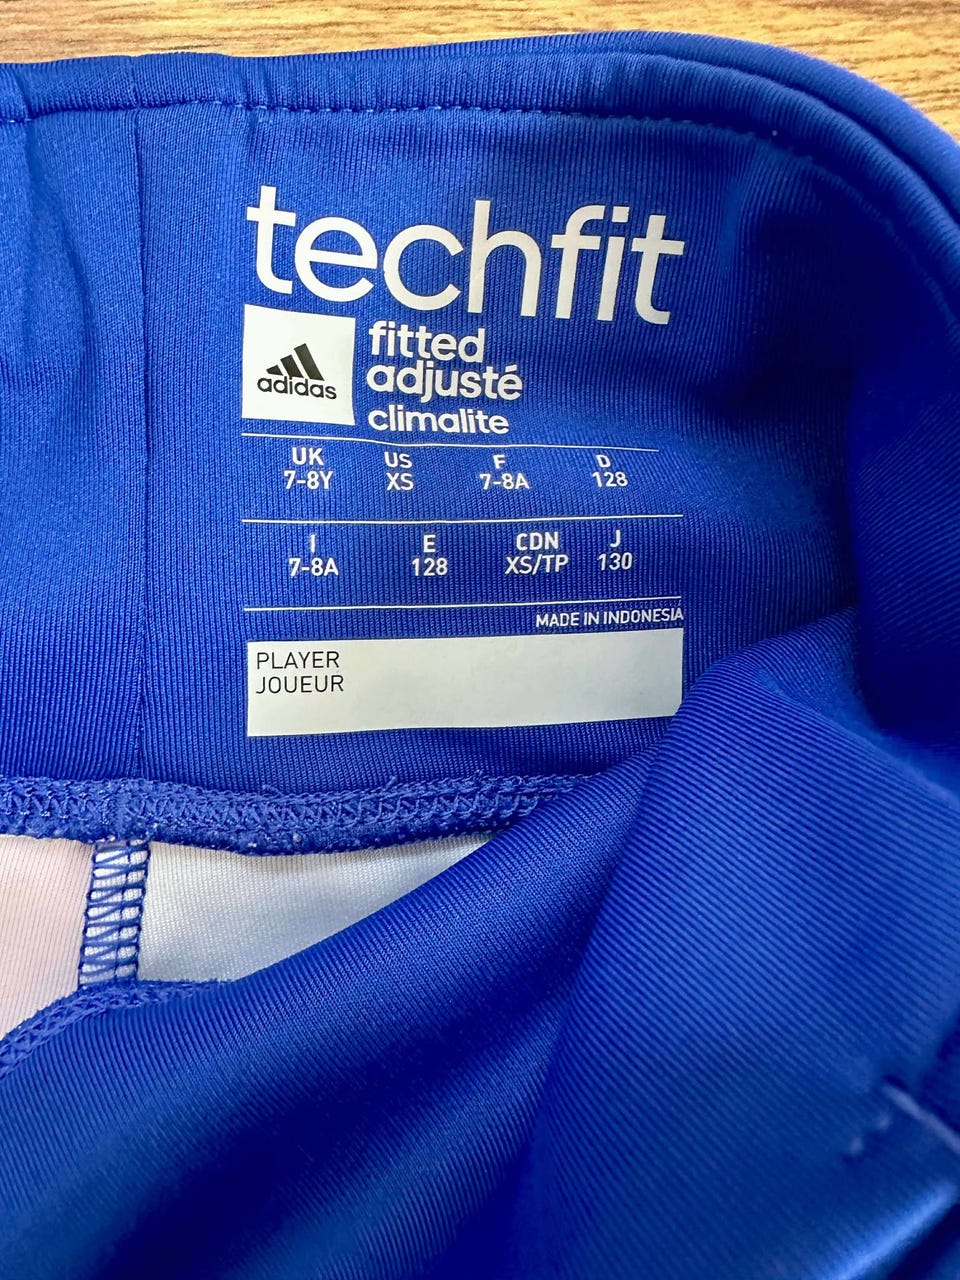 techfit
adidas
fitted
adjusté
climalite
UK US F D
7-8Y XS 7-8A 128
I E CDN J
7-8A 128 XS/TP 130
MADE IN INDONESIA
PLAYER
JOUEUR